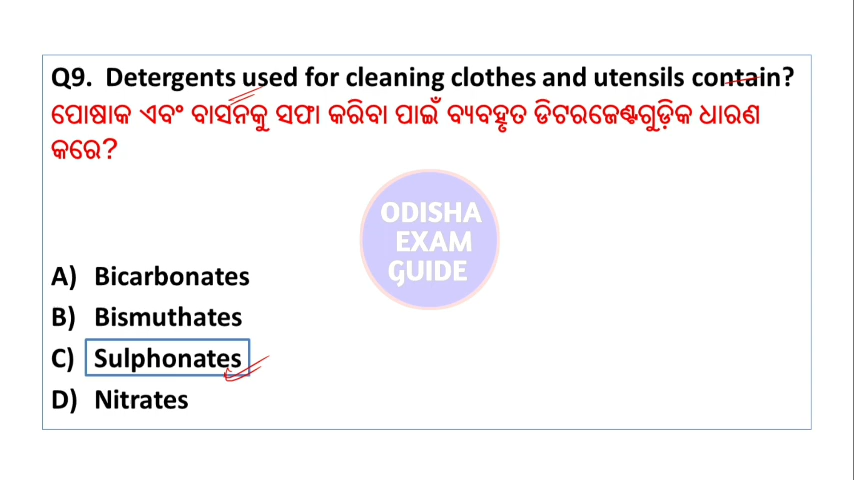 Q9. Detergents used for cleaning clothes and utensils contain?
ପୋଷାକ ଏବଂ ବାସନକୁ ସଫା କରିବା ପାଇଁ ବ୍ୟବହୃତ ଡିଟରଜେଣ୍ଟଗୁଡ଼ିକ ଧାରଣ
କରେ?
ODISHA
EXAM
GUIDE
A) Bicarbonates
B) Bismuthates
C) Sulphonates
D) Nitrates